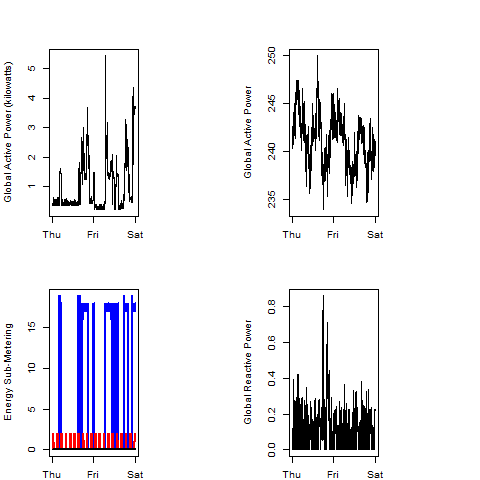 Global Active Power (kilowatts)
5
4
3
2
1
Thu Fri Sat
Global Active Power
250
245
240
235
Thu Fri Sat
Energy Sub-Metering
15
10
5
0
Thu Fri Sat
Global Reactive Power
0.8
0.6
0.4
0.2
0.0
Thu Fri Sat